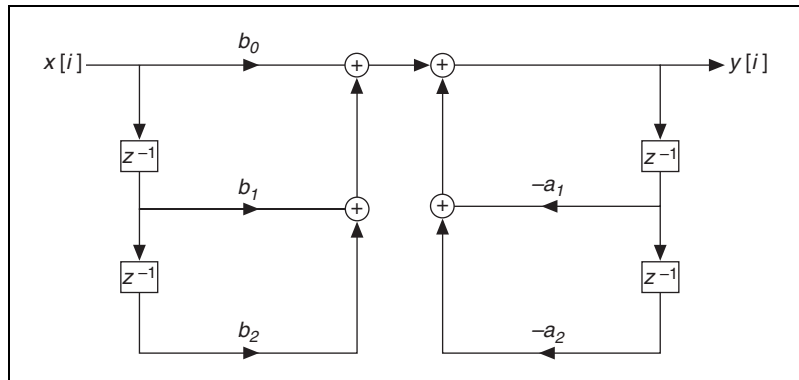 x[i] b₀ + + y[i]
z⁻¹ z⁻¹
b₁ + + –a₁
z⁻¹ z⁻¹
b₂ –a₂